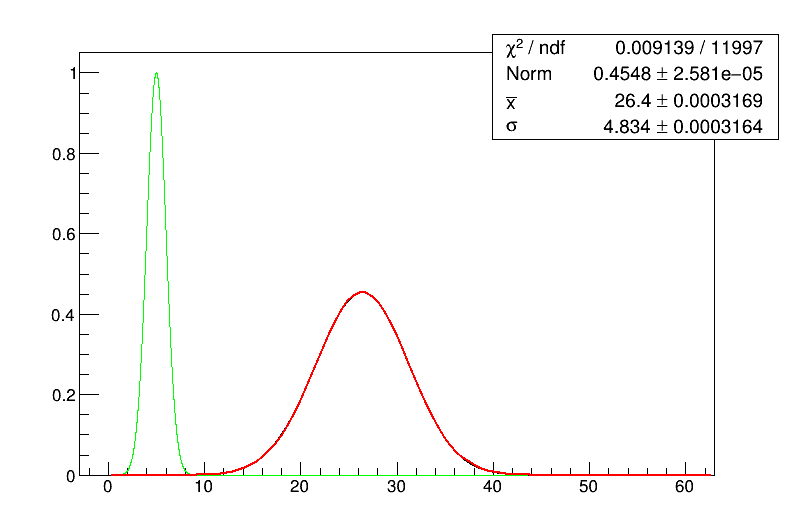 χ² / ndf 0.009139 / 11997
Norm 0.4548 ± 2.581e−05
x̅ 26.4 ± 0.0003169
σ 4.834 ± 0.0003164
1
0.8
0.6
0.4
0.2
0
0 10 20 30 40 50 60